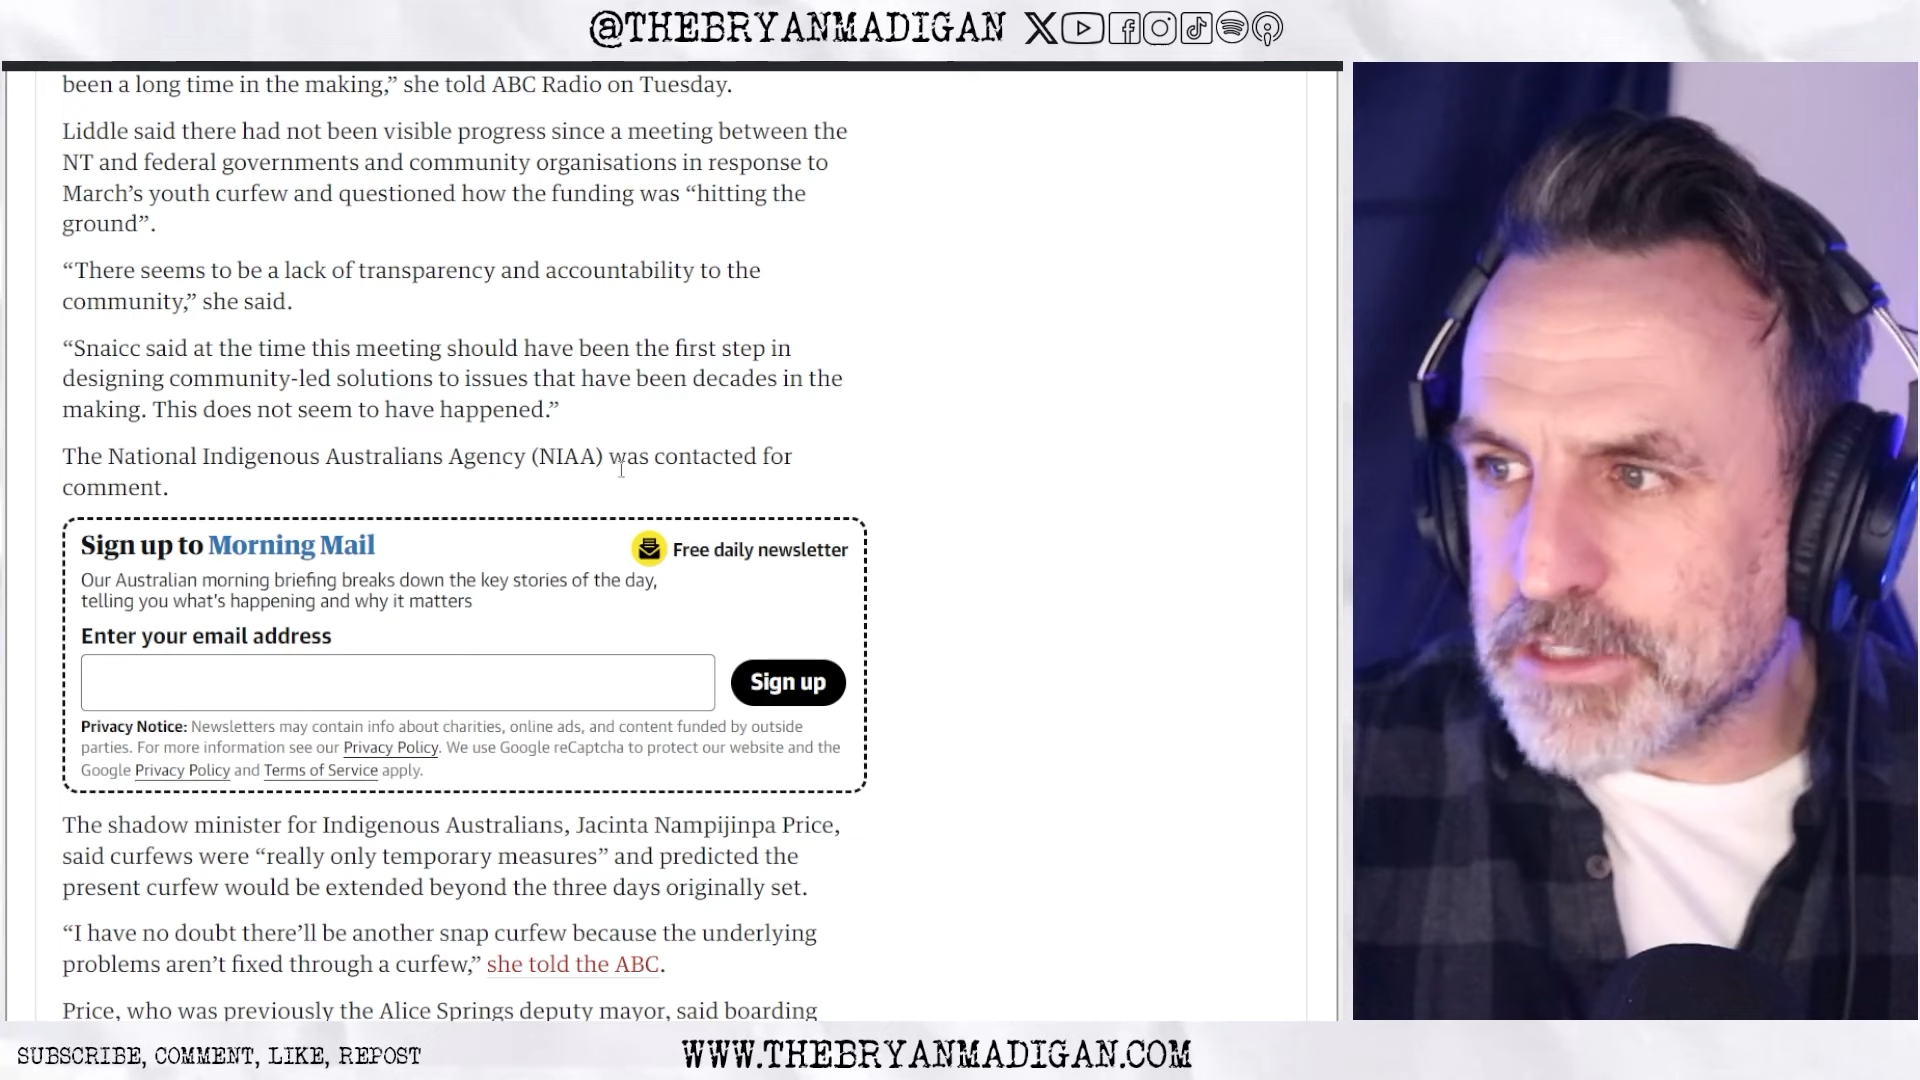 @THEBRYANMADIGAN
been a long time in the making,” she told ABC Radio on Tuesday.
Liddle said there had not been visible progress since a meeting between the
NT and federal governments and community organisations in response to
March’s youth curfew and questioned how the funding was “hitting the
ground”.
“There seems to be a lack of transparency and accountability to the
community,” she said.
“Snaicc said at the time this meeting should have been the first step in
designing community-led solutions to issues that have been decades in the
making. This does not seem to have happened.”
The National Indigenous Australians Agency (NIAA) was contacted for
comment.
Sign up to Morning Mail
Free daily newsletter
Our Australian morning briefing breaks down the key stories of the day,
telling you what’s happening and why it matters
Enter your email address
Sign up
Privacy Notice: Newsletters may contain info about charities, online ads, and content funded by outside
parties. For more information see our Privacy Policy. We use Google reCaptcha to protect our website and the
Google Privacy Policy and Terms of Service apply.
The shadow minister for Indigenous Australians, Jacinta Nampijinpa Price,
said curfews were “really only temporary measures” and predicted the
present curfew would be extended beyond the three days originally set.
“I have no doubt there’ll be another snap curfew because the underlying
problems aren’t fixed through a curfew,” she told the ABC.
Price, who was previously the Alice Springs deputy mayor, said boarding
SUBSCRIBE, COMMENT, LIKE, REPOST
WWW.THEBRYANMADIGAN.COM